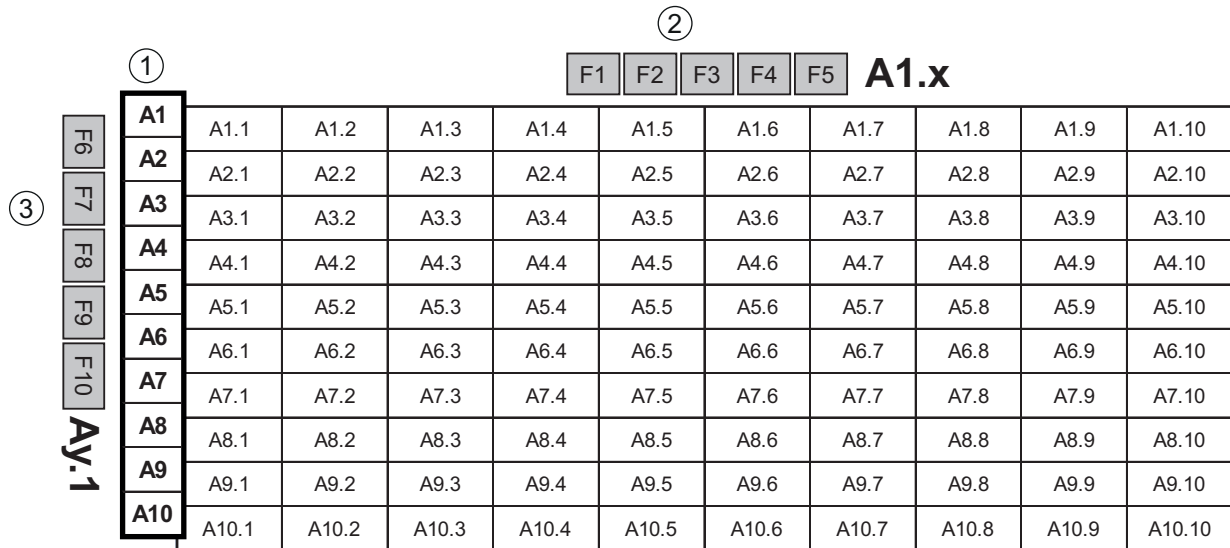 ②
①
F1 F2 F3 F4 F5 A1.x
A1 A1.1 A1.2 A1.3 A1.4 A1.5 A1.6 A1.7 A1.8 A1.9 A1.10
A2 A2.1 A2.2 A2.3 A2.4 A2.5 A2.6 A2.7 A2.8 A2.9 A2.10
A3 A3.1 A3.2 A3.3 A3.4 A3.5 A3.6 A3.7 A3.8 A3.9 A3.10
A4 A4.1 A4.2 A4.3 A4.4 A4.5 A4.6 A4.7 A4.8 A4.9 A4.10
A5 A5.1 A5.2 A5.3 A5.4 A5.5 A5.6 A5.7 A5.8 A5.9 A5.10
A6 A6.1 A6.2 A6.3 A6.4 A6.5 A6.6 A6.7 A6.8 A6.9 A6.10
A7 A7.1 A7.2 A7.3 A7.4 A7.5 A7.6 A7.7 A7.8 A7.9 A7.10
A8 A8.1 A8.2 A8.3 A8.4 A8.5 A8.6 A8.7 A8.8 A8.9 A8.10
A9 A9.1 A9.2 A9.3 A9.4 A9.5 A9.6 A9.7 A9.8 A9.9 A9.10
A10 A10.1 A10.2 A10.3 A10.4 A10.5 A10.6 A10.7 A10.8 A10.9 A10.10
③
F6 F7 F8 F9 F10 Ay.1